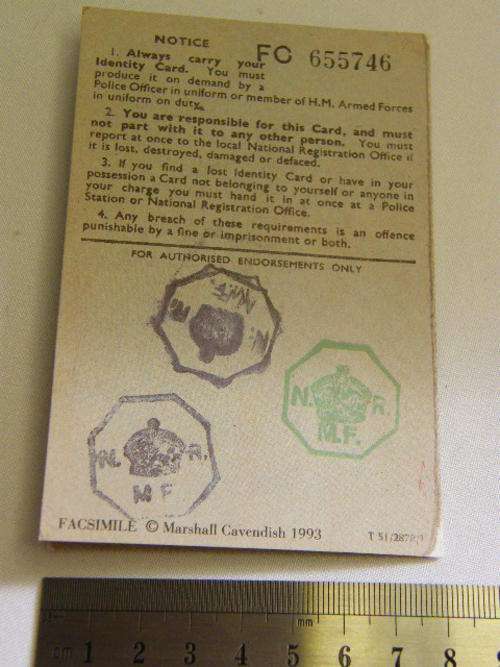 NOTICE
FC 655746
1. Always carry your
Identity Card. You must
produce it on demand by a
Police Officer in uniform or member of H.M. Armed Forces
in uniform on duty.
2. You are responsible for this Card, and must
not part with it to any other person. You must
report at once to the local National Registration Office if
it is lost, destroyed, damaged or defaced.
3. If you find a lost Identity Card or have in your
possession a Card not belonging to yourself or anyone in
your charge you must hand it in at once at a Police
Station or National Registration Office.
4. Any breach of these requirements is an offence
punishable by a fine or imprisonment or both.
FOR AUTHORISED ENDORSEMENTS ONLY
N. R.
M.F.
N. R.
M.F.
N. R.
M F
FACSIMILE © Marshall Cavendish 1993
mm
cm 1 2 3 4 5 6 7 8